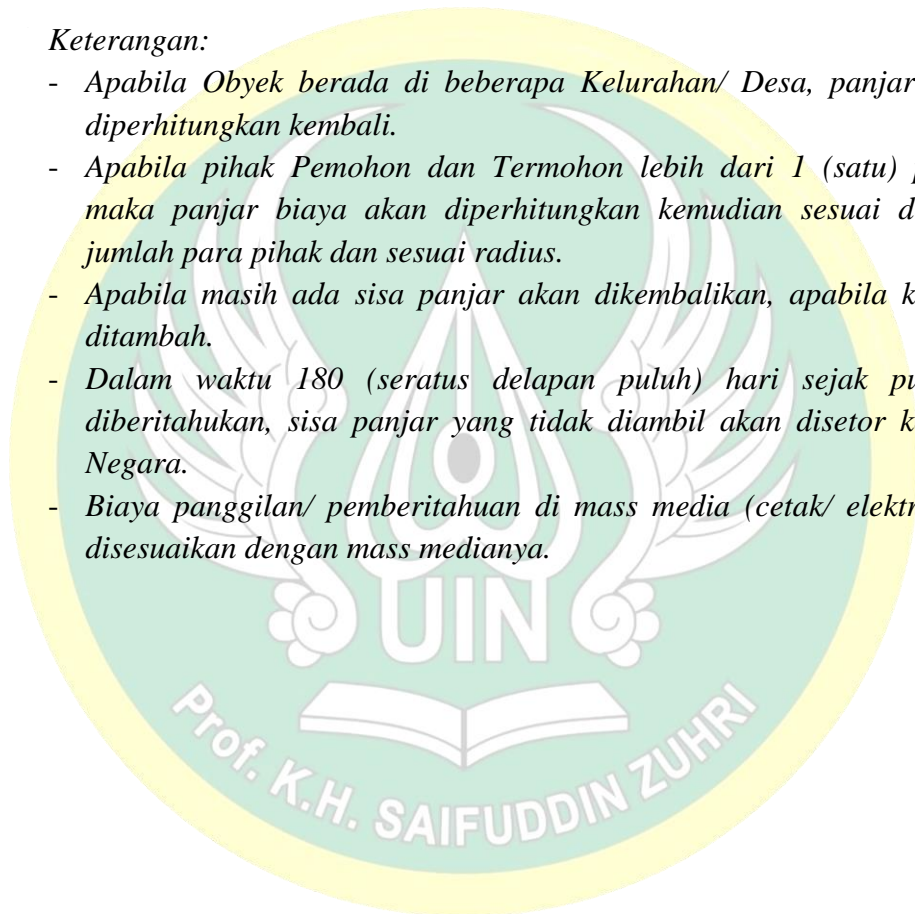 Keterangan:
- Apabila Obyek berada di beberapa Kelurahan/ Desa, panjar
diperhitungkan kembali.
- Apabila pihak Pemohon dan Termohon lebih dari 1 (satu)
maka panjar biaya akan diperhitungkan kemudian sesuai
jumlah para pihak dan sesuai radius.
- Apabila masih ada sisa panjar akan dikembalikan, apabila
ditambah.
- Dalam waktu 180 (seratus delapan puluh) hari sejak
diberitahukan, sisa panjar yang tidak diambil akan disetor
Negara.
- Biaya panggilan/ pemberitahuan di mass media (cetak/
disesuaikan dengan mass medianya.
UIN
Prof. K.H. SAIFUDDIN ZUHRI